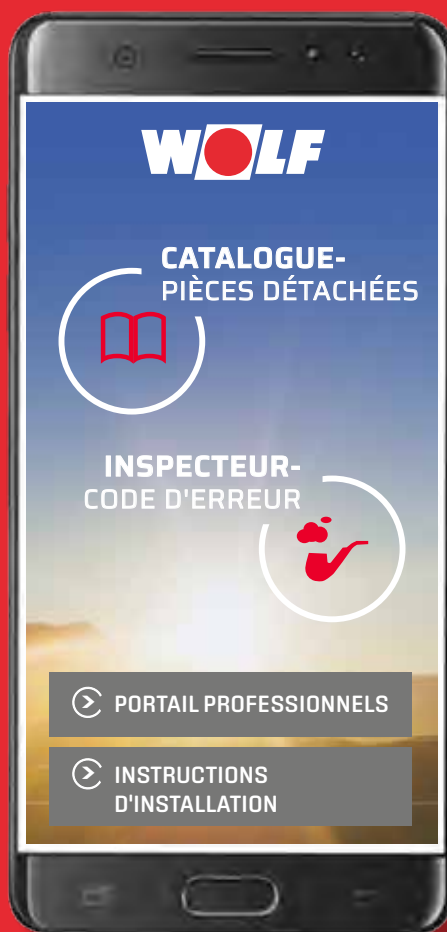 WOLF
CATALOGUE-
PIÈCES DÉTACHÉES
INSPECTEUR-
CODE D'ERREUR
PORTAIL PROFESSIONNELS
INSTRUCTIONS
D'INSTALLATION